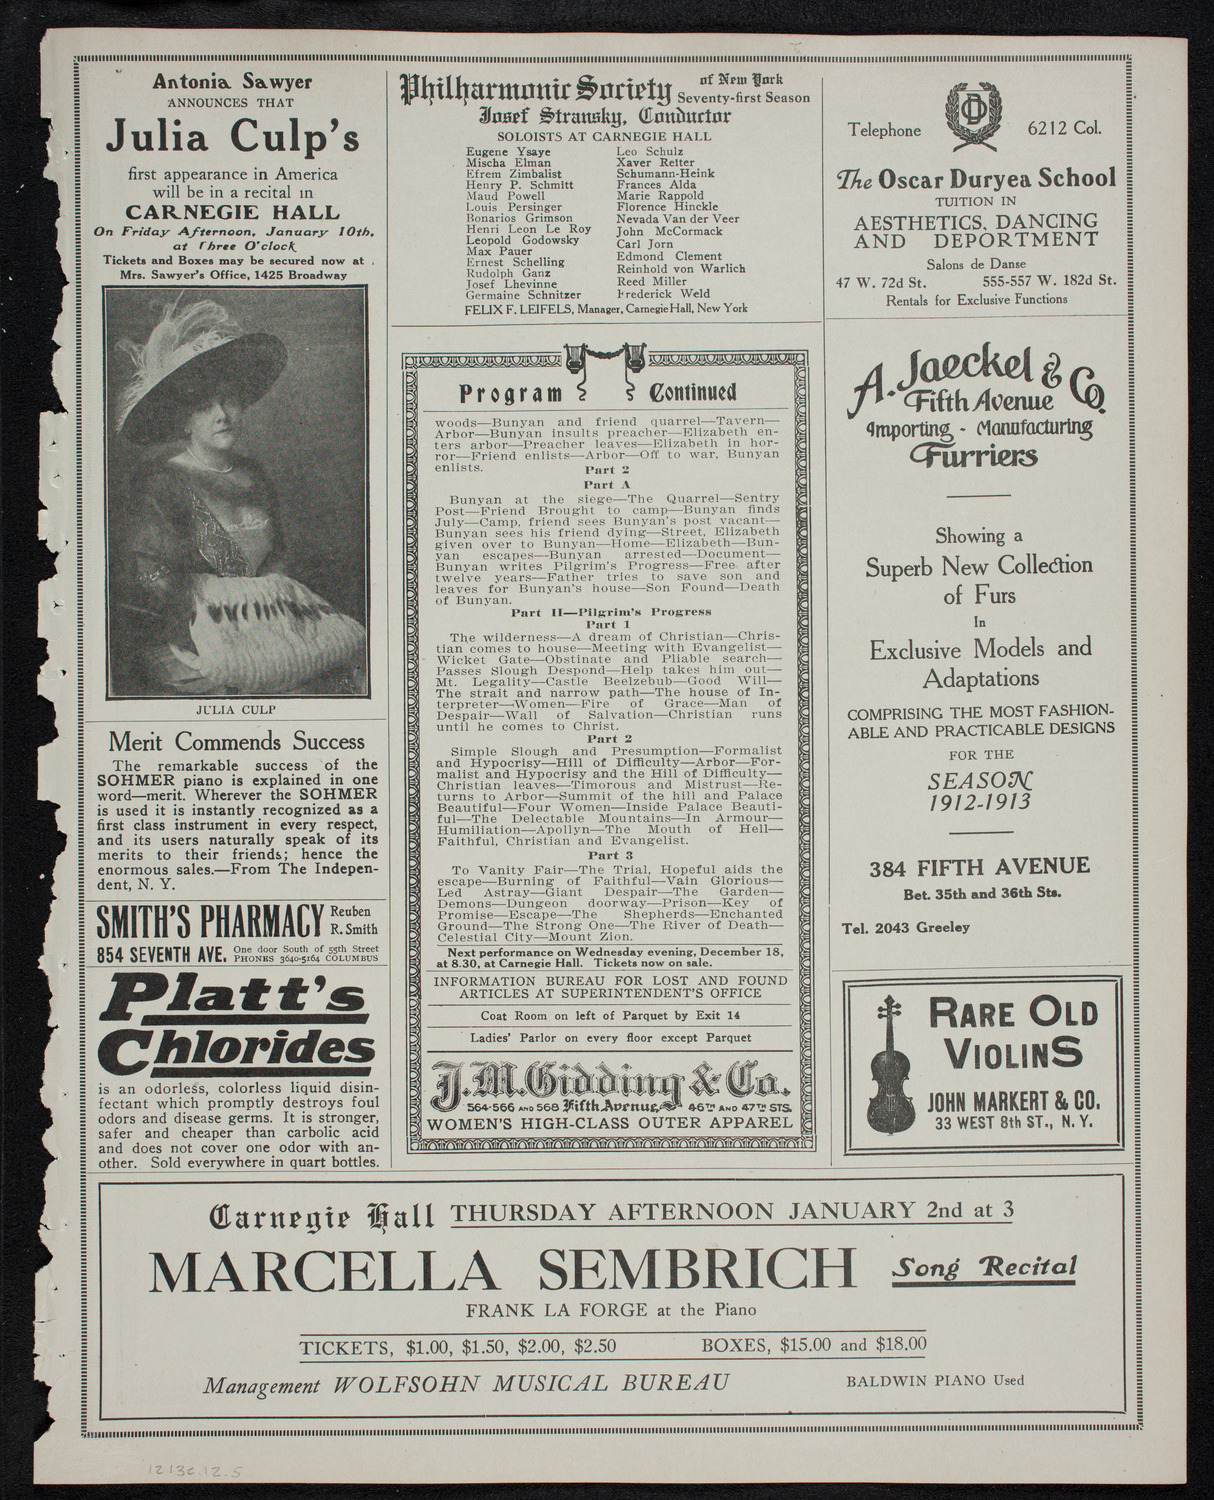 Antonia Sawyer
ANNOUNCES THAT
Julia Culp's
first appearance in America
will be in a recital in
CARNEGIE HALL
On Friday Afternoon, January 10th,
at Three O'clock
Tickets and Boxes may be secured now at
Mrs. Sawyer's Office, 1425 Broadway
JULIA CULP
Merit Commends Success
The remarkable success of the
SOHMER piano is explained in one
word—merit. Wherever the SOHMER
is used it is instantly recognized as a
first class instrument in every respect,
and its users naturally speak of its
merits to their friends; hence the
enormous sales.—From The Indepen-
dent, N. Y.
SMITH'S PHARMACY Reuben
R. Smith
854 SEVENTH AVE. One door South of 55th Street
PHONES 3640-5164 COLUMBUS
Platt's
Chlorides
is an odorless, colorless liquid disin-
fectant which promptly destroys foul
odors and disease germs. It is stronger,
safer and cheaper than carbolic acid
and does not cover one odor with an-
other. Sold everywhere in quart bottles.
Philharmonic Society of New York
Seventy-first Season
Josef Stransky, Conductor
SOLOISTS AT CARNEGIE HALL
Eugene Ysaye
Mischa Elman
Efrem Zimbalist
Henry P. Schmitt
Maud Powell
Louis Persinger
Bonarios Grimson
Henri Leon Le Roy
Leopold Godowsky
Max Pauer
Ernest Schelling
Rudolph Ganz
Josef Lhevinne
Germaine Schnitzer
Leo Schulz
Xaver Reiter
Schumann-Heink
Frances Alda
Marie Rappold
Florence Hinckle
Nevada Van der Veer
John McCormack
Carl Jorn
Edmond Clement
Reinhold von Warlich
Reed Miller
Frederick Weld
FELIX F. LEIFELS, Manager, Carnegie Hall, New York
Program Continued
woods—Bunyan and friend quarrel—Tavern—
Arbor—Bunyan insults preacher—Elizabeth en-
ters arbor—Preacher leaves—Elizabeth in hor-
ror—Friend enlists—Arbor—Off to war, Bunyan
enlists.
Part 2
Part A
Bunyan at the siege—The Quarrel—Sentry
Post—Friend Brought to camp—Bunyan finds
July—Camp, friend sees Bunyan's post vacant—
Bunyan sees his friend dying—Street, Elizabeth
given over to Bunyan—Home—Elizabeth—Bun-
yan escapes—Bunyan arrested—Document—
Bunyan writes Pilgrim's Progress—Free after
twelve years—Father tries to save son and
leaves for Bunyan's house—Son Found—Death
of Bunyan.
Part II—Pilgrim's Progress
Part 1
The wilderness—A dream of Christian—Chris-
tian comes to house—Meeting with Evangelist—
Wicket Gate—Obstinate and Pliable search—
Passes Slough Despond—Help takes him out—
Mt. Legality—Castle Beelzebub—Good Will—
The strait and narrow path—The house of In-
terpreter—Women—Fire of Grace—Man of
Despair—Wall of Salvation—Christian runs
until he comes to Christ.
Part 2
Simple Slough and Presumption—Formalist
and Hypocrisy—Hill of Difficulty—Arbor—For-
malist and Hypocrisy and the Hill of Difficulty—
Christian leaves—Timorous and Mistrust—Re-
turns to Arbor—Summit of the hill and Palace
Beautiful—Four Women—Inside Palace Beauti-
ful—The Delectable Mountains—In Armour—
Humiliation—Apollyn—The Mouth of Hell—
Faithful, Christian and Evangelist.
Part 3
To Vanity Fair—The Trial, Hopeful aids the
escape—Burning of Faithful—Vain Glorious—
Led Astray—Giant Despair—The Garden—
Demons—Dungeon doorway—Prison—Key of
Promise—Escape—The Shepherds—Enchanted
Ground—The Strong One—The River of Death—
Celestial City—Mount Zion.
Next performance on Wednesday evening, December 18,
at 8.30, at Carnegie Hall. Tickets now on sale.
INFORMATION BUREAU FOR LOST AND FOUND
ARTICLES AT SUPERINTENDENT'S OFFICE
Coat Room on left of Parquet by Exit 14
Ladies' Parlor on every floor except Parquet
J.M. Gidding & Co.
564-566 AND 568 Fifth Avenue, 46TH AND 47TH STS.
WOMEN'S HIGH-CLASS OUTER APPAREL
OD
Telephone 6212 Col.
The Oscar Duryea School
TUITION IN
AESTHETICS, DANCING
AND DEPORTMENT
Salons de Danse
47 W. 72d St. 555-557 W. 182d St.
Rentals for Exclusive Functions
A. Jaeckel & Co.
Fifth Avenue
Importing - Manufacturing
Furriers
Showing a
Superb New Collection
of Furs
In
Exclusive Models and
Adaptations
COMPRISING THE MOST FASHION-
ABLE AND PRACTICABLE DESIGNS
FOR THE
SEASON
1912-1913
384 FIFTH AVENUE
Bet. 35th and 36th Sts.
Tel. 2043 Greeley
RARE OLD
VIOLINS
JOHN MARKERT & CO.
33 WEST 8th ST., N. Y.
Carnegie Hall THURSDAY AFTERNOON JANUARY 2nd at 3
MARCELLA SEMBRICH Song Recital
FRANK LA FORGE at the Piano
TICKETS, $1.00, $1.50, $2.00, $2.50 BOXES, $15.00 and $18.00
Management WOLFSOHN MUSICAL BUREAU BALDWIN PIANO Used
1213c.12.5